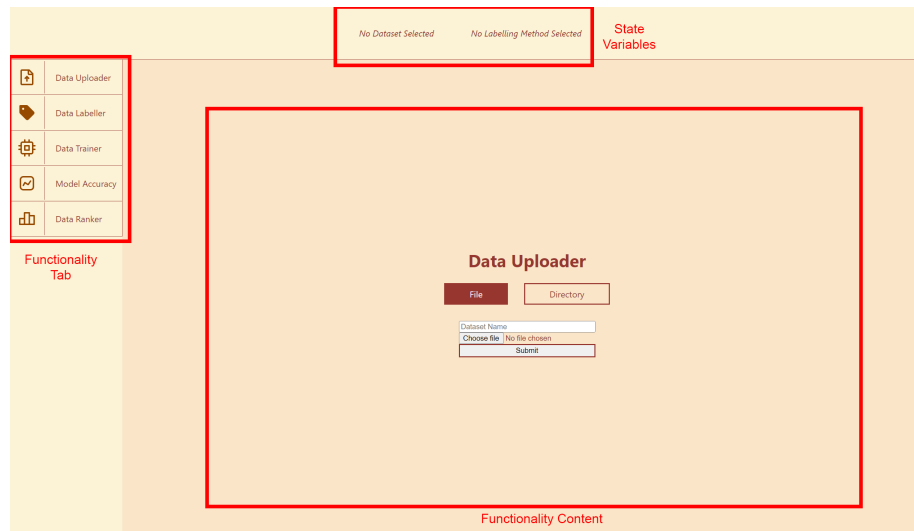 No Dataset Selected
No Labelling Method Selected
State
Variables
Data Uploader
Data Labeller
Data Trainer
Model Accuracy
Data Ranker
Functionality
Tab
Data Uploader
File
Directory
Dataset Name
Choose file No file chosen
Submit
Functionality Content